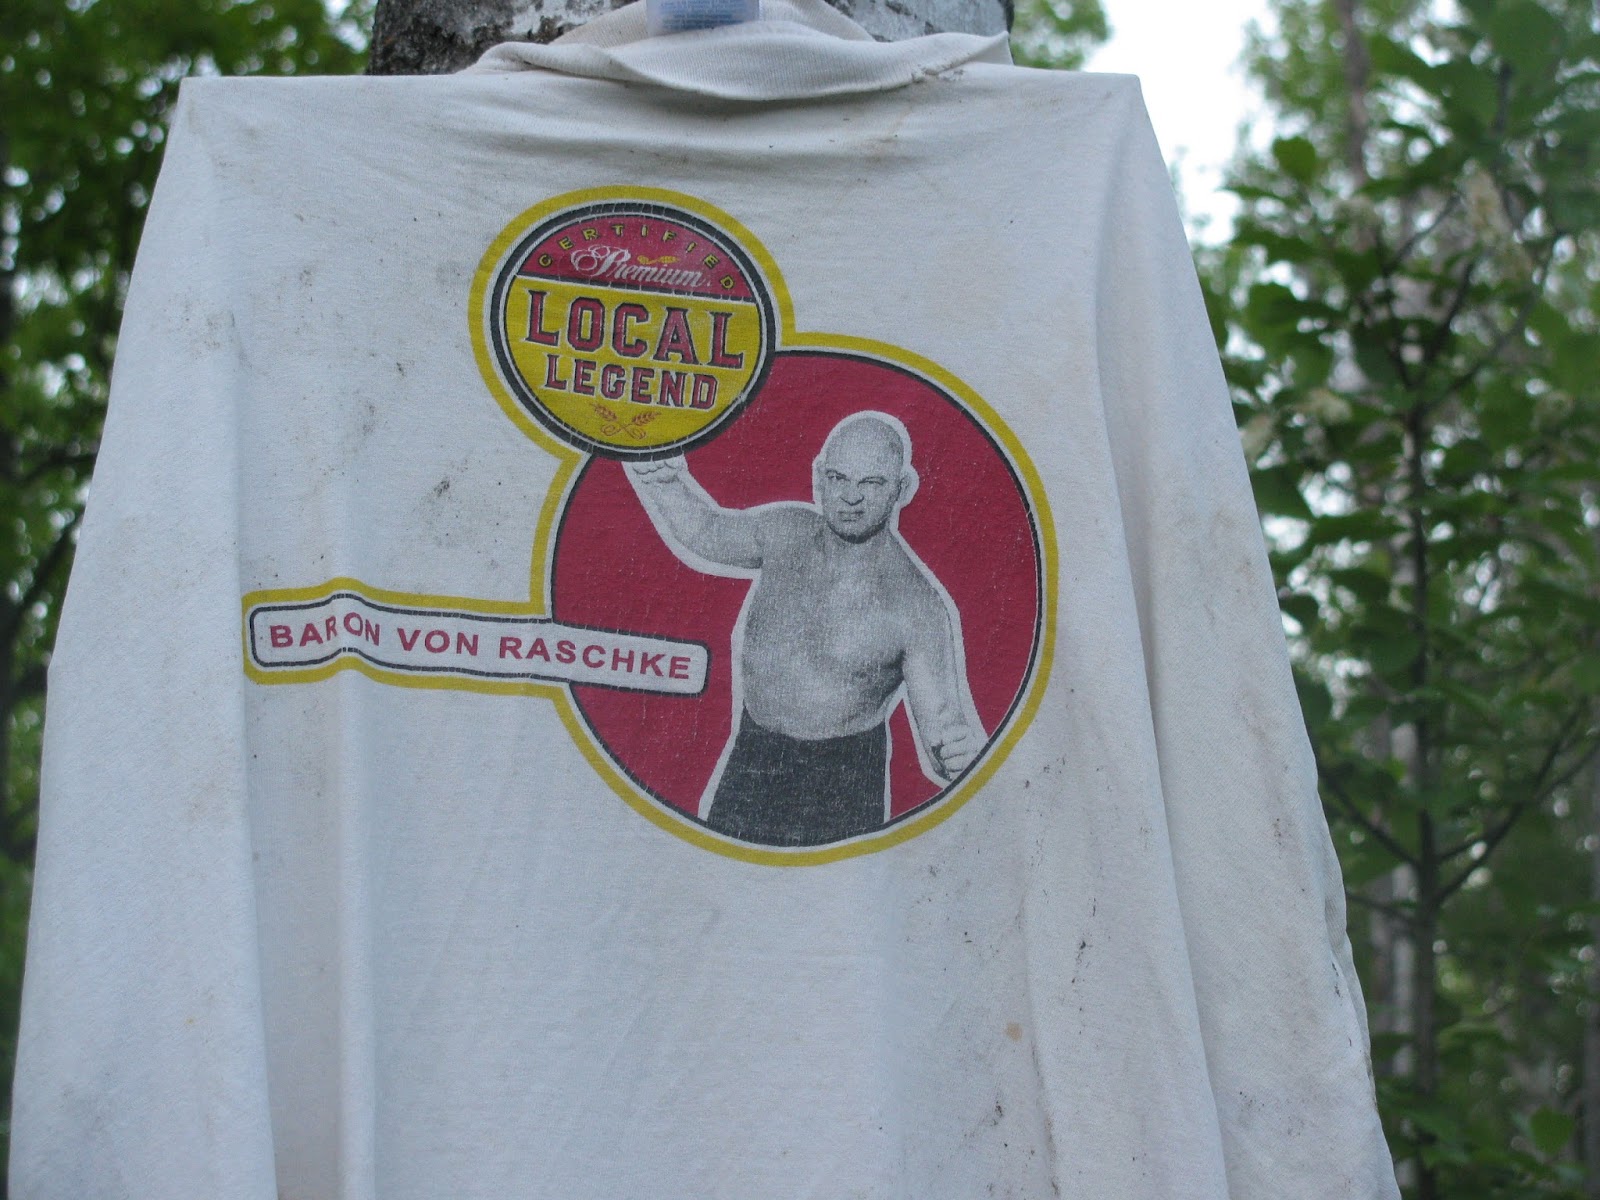 CERTIFIED
Premium
LOCAL
LEGEND
BARON VON RASCHKE